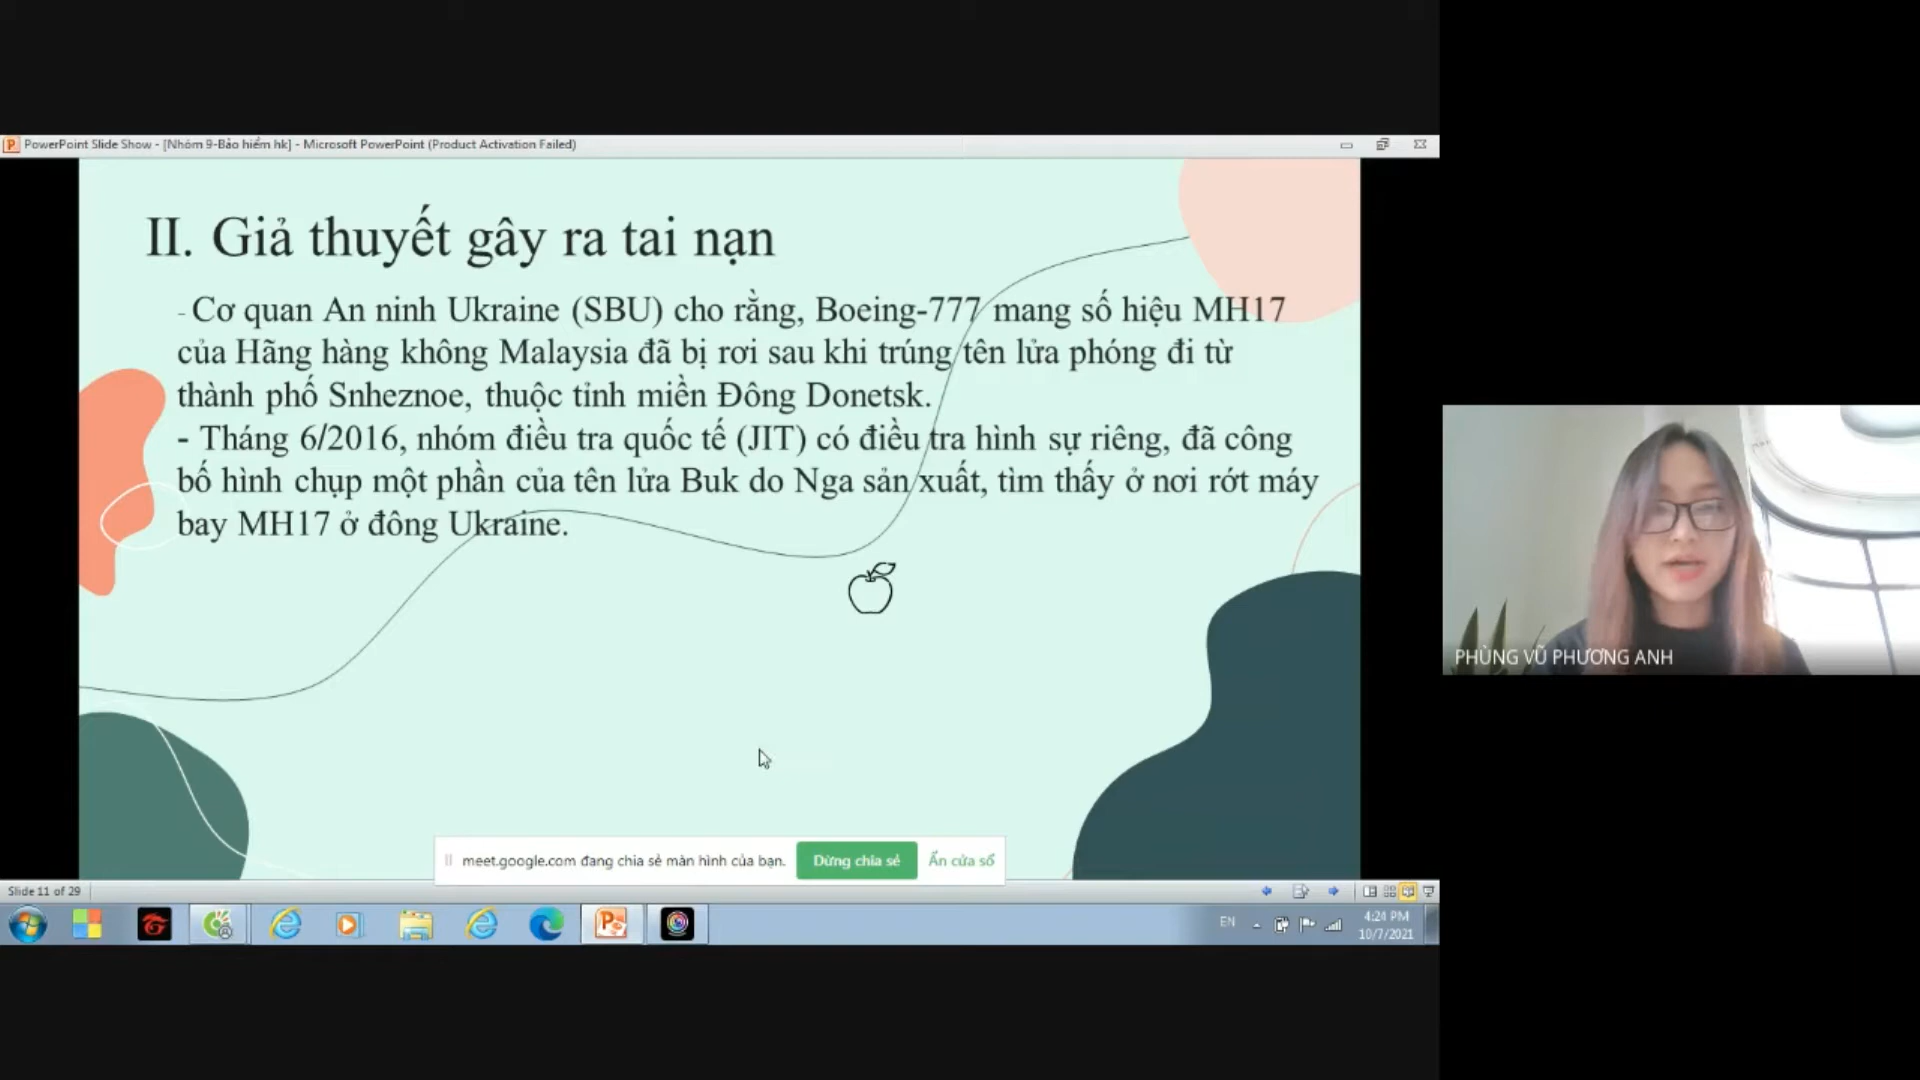 PowerPoint Slide Show - [Nhóm 9-Bảo hiểm hk] - Microsoft PowerPoint (Product Activation Failed)
II. Giả thuyết gây ra tai nạn
- Cơ quan An ninh Ukraine (SBU) cho rằng, Boeing-777 mang số hiệu MH17
của Hãng hàng không Malaysia đã bị rơi sau khi trúng tên lửa phóng đi từ
thành phố Snheznoe, thuộc tỉnh miền Đông Donetsk.
- Tháng 6/2016, nhóm điều tra quốc tế (JIT) có điều tra hình sự riêng, đã công
bố hình chụp một phần của tên lửa Buk do Nga sản xuất, tìm thấy ở nơi rớt máy
bay MH17 ở đông Ukraine.
PHÙNG VŨ PHƯƠNG ANH
meet.google.com đang chia sẻ màn hình của bạn.
Dừng chia sẻ
Ẩn cửa sổ
Slide 11 of 29
EN
4:24 PM
10/7/2021